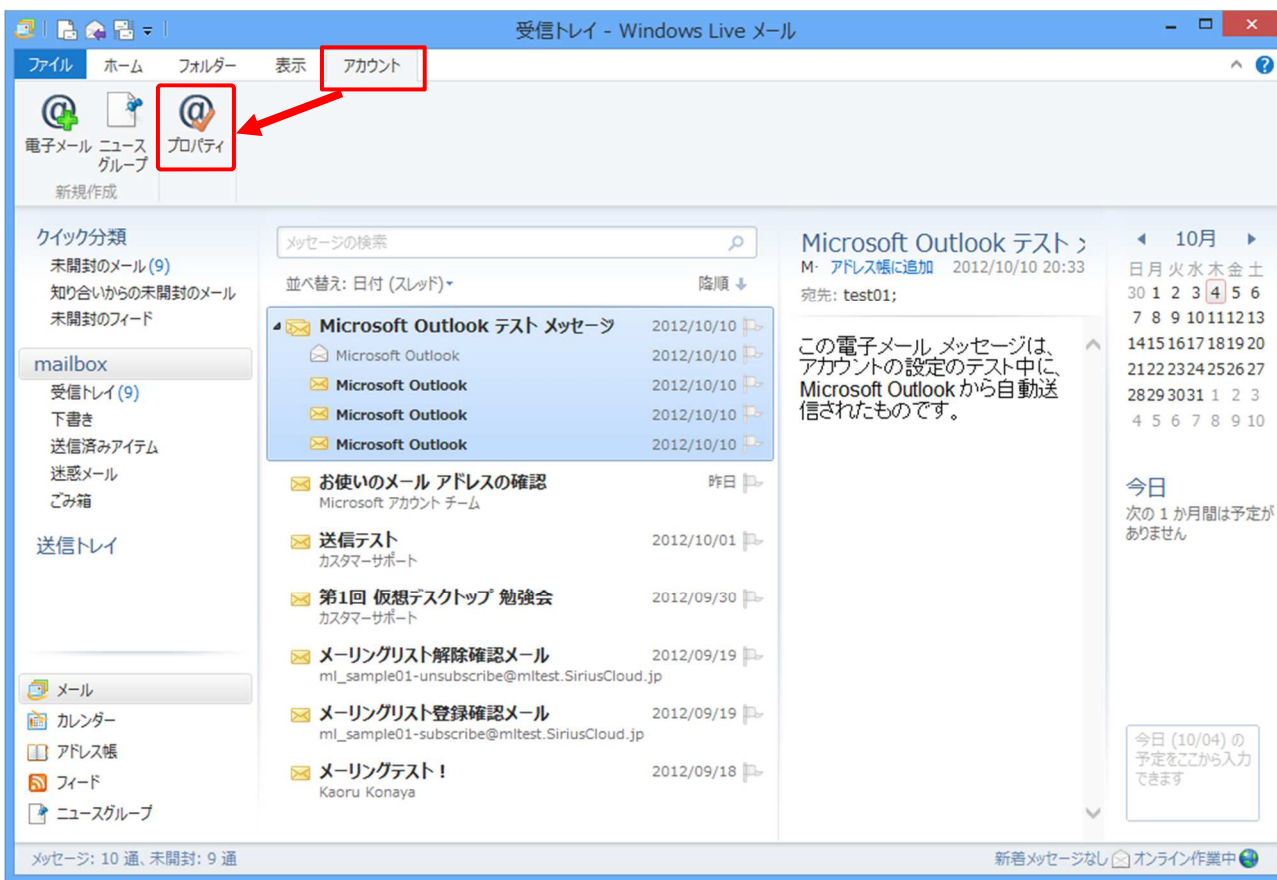 受信トレイ - Windows Live メール
ファイル ホーム フォルダー 表示 アカウント
電子メール ニュース グループ プロパティ
新規作成
クイック分類
未開封のメール (9)
知り合いからの未開封のメール
未開封のフィード
mailbox
受信トレイ (9)
下書き
送信済みアイテム
迷惑メール
ごみ箱
送信トレイ
メール
カレンダー
アドレス帳
フィード
ニュースグループ
メッセージの検索
並べ替え: 日付 (スレッド) 降順
Microsoft Outlook テスト メッセージ 2012/10/10
Microsoft Outlook 2012/10/10
Microsoft Outlook 2012/10/10
Microsoft Outlook 2012/10/10
Microsoft Outlook 2012/10/10
お使いのメール アドレスの確認 昨日
Microsoft アカウント チーム
送信テスト 2012/10/01
カスタマーサポート
第1回 仮想デスクトップ 勉強会 2012/09/30
カスタマーサポート
メーリングリスト解除確認メール 2012/09/19
ml_sample01-unsubscribe@mltest.SiriusCloud.jp
メーリングリスト登録確認メール 2012/09/19
ml_sample01-subscribe@mltest.SiriusCloud.jp
メーリングテスト！ 2012/09/18
Kaoru Konaya
Microsoft Outlook テスト
M· アドレス帳に追加 2012/10/10 20:33
宛先: test01;
この電子メール メッセージは、
アカウントの設定のテスト中に、
Microsoft Outlook から自動送
信されたものです。
10月
日 月 火 水 木 金 土
30 1 2 3 4 5 6
7 8 9 10 11 12 13
14 15 16 17 18 19 20
21 22 23 24 25 26 27
28 29 30 31 1 2 3
4 5 6 7 8 9 10
今日
次の 1 か月間は予定が
ありません
今日 (10/04) の
予定をここから入力
できます
メッセージ: 10 通、未開封: 9 通
新着メッセージなし オンライン作業中